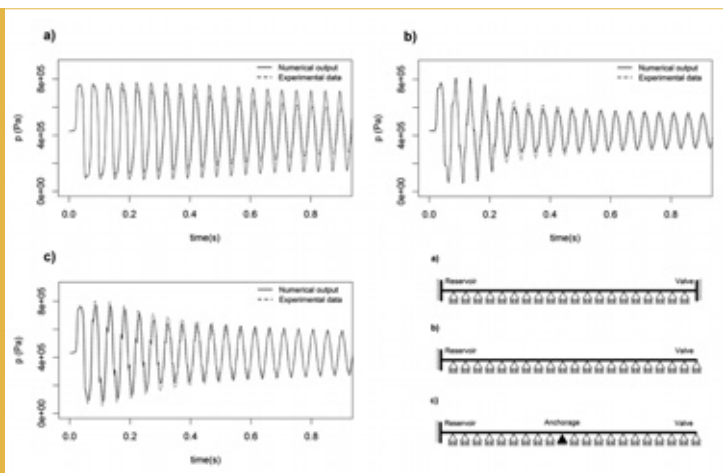 a)
Numerical output
Experimental data
p (Pa)
8e+05
4e+05
0e+00
0.0 0.2 0.4 0.6 0.8
time(s)
b)
Numerical output
Experimental data
p (Pa)
8e+05
4e+05
0e+00
0.0 0.2 0.4 0.6 0.8
time(s)
c)
Numerical output
Experimental data
p (Pa)
8e+05
4e+05
0e+00
0.0 0.2 0.4 0.6 0.8
time(s)
a)
Reservoir Valve
b)
Reservoir Valve
c)
Reservoir Anchorage Valve